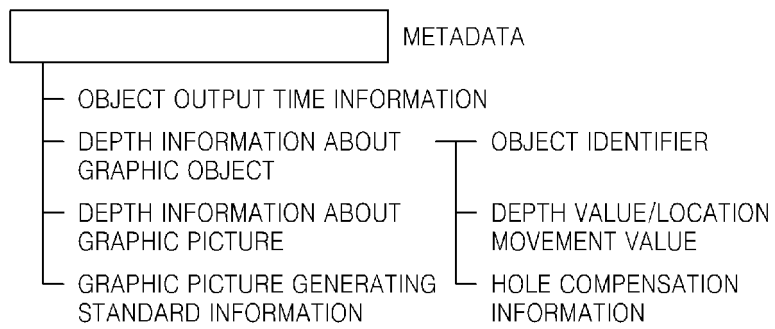 METADATA
OBJECT OUTPUT TIME INFORMATION
DEPTH INFORMATION ABOUT
GRAPHIC OBJECT
OBJECT IDENTIFIER
DEPTH INFORMATION ABOUT
GRAPHIC PICTURE
DEPTH VALUE/LOCATION
MOVEMENT VALUE
GRAPHIC PICTURE GENERATING
STANDARD INFORMATION
HOLE COMPENSATION
INFORMATION